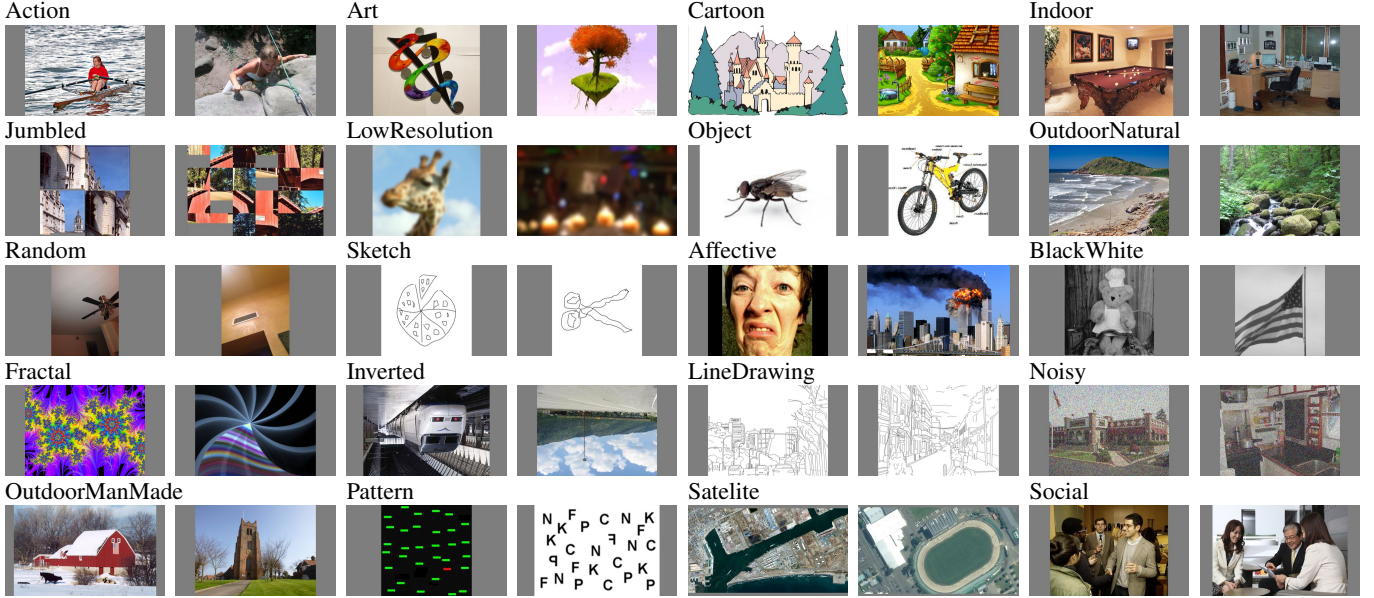 Action Art Cartoon Indoor
Jumbled LowResolution Object OutdoorNatural
Random Sketch Affective BlackWhite
Fractal Inverted LineDrawing Noisy
OutdoorManMade Pattern Satelite Social
N K F P C N K F
K C N F N C
P F K C K
F N P C P P